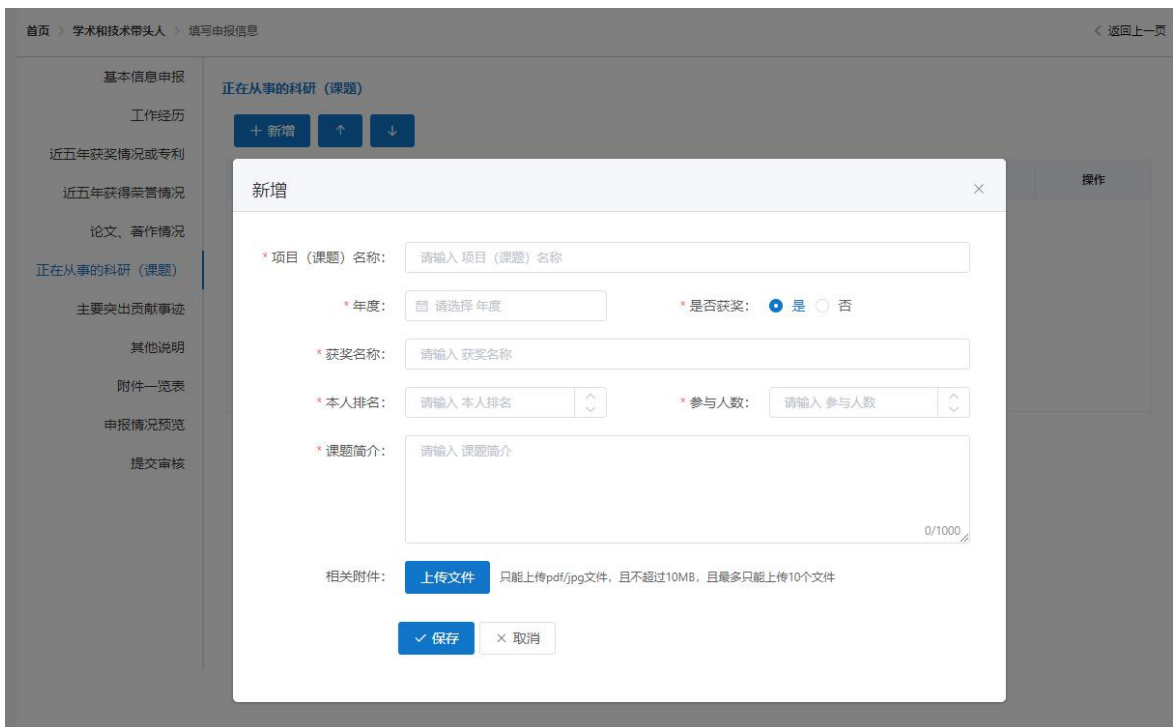 首页 > 学术和技术带头人 > 填写申报信息
< 返回上一页
基本信息申报
工作经历
近五年获奖情况或专利
近五年获得荣誉情况
论文、著作情况
正在从事的科研（课题）
主要突出贡献事迹
其他说明
附件一览表
申报情况预览
提交审核
正在从事的科研（课题）
+ 新增 ↑ ↓
操作
新增 ×
* 项目（课题）名称： 请输入 项目（课题）名称
* 年度： 请选择 年度 * 是否获奖： 是 否
* 获奖名称： 请输入 获奖名称
* 本人排名： 请输入 本人排名 * 参与人数： 请输入 参与人数
* 课题简介： 请输入 课题简介
0/1000
相关附件： 上传文件 只能上传pdf/jpg文件，且不超过10MB，且最多只能上传10个文件
✓ 保存 × 取消